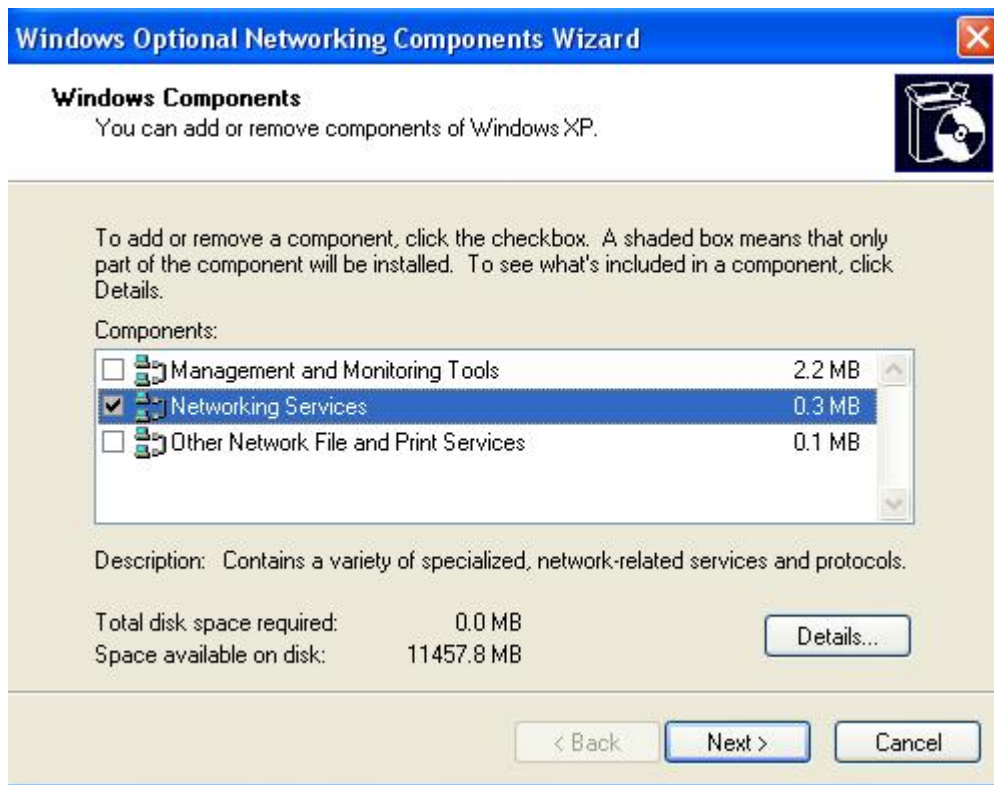 Windows Optional Networking Components Wizard
Windows Components
You can add or remove components of Windows XP.
To add or remove a component, click the checkbox. A shaded box means that only
part of the component will be installed. To see what's included in a component, click
Details.
Components:
Management and Monitoring Tools 2.2 MB
Networking Services 0.3 MB
Other Network File and Print Services 0.1 MB
Description: Contains a variety of specialized, network-related services and protocols.
Total disk space required: 0.0 MB
Space available on disk: 11457.8 MB
Details...
< Back Next > Cancel